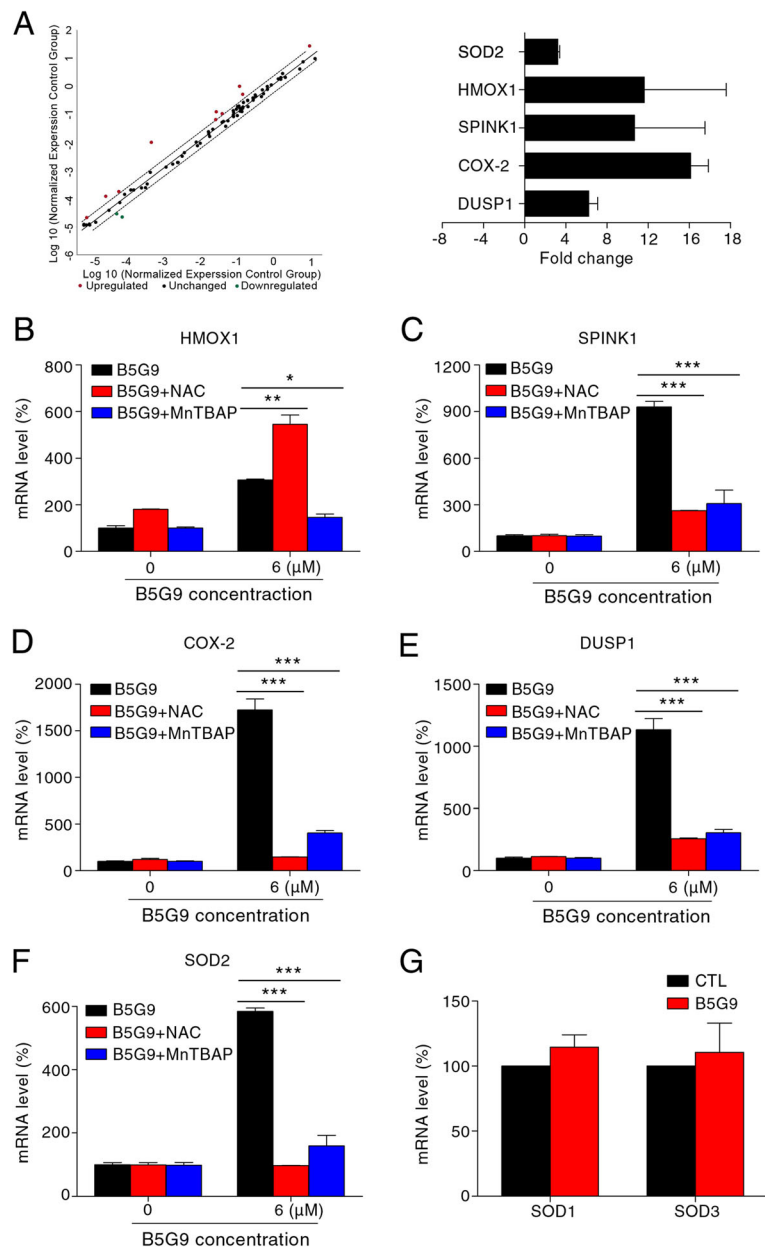 A
2
1
0
-1
-2
-3
-4
-5
-6
Log 10 (Normalized Experssion Control Group)
-5 -4 -3 -2 -1 0 1
Log 10 (Normalized Experssion Control Group)
Upregulated Unchanged Downregulated
SOD2
HMOX1
SPINK1
COX-2
DUSP1
-8 -6 0 4 8 12 16 18
Fold change
B
HMOX1
800
600
400
200
0
mRNA level (%)
B5G9
B5G9+NAC
B5G9+MnTBAP
*
**
0 6 (μM)
B5G9 concentraction
C
SPINK1
1200
900
600
300
0
mRNA level (%)
B5G9
B5G9+NAC
B5G9+MnTBAP
***
***
0 6 (μM)
B5G9 concentration
D
COX-2
2000
1500
1000
500
0
mRNA level (%)
B5G9
B5G9+NAC
B5G9+MnTBAP
***
***
0 6 (μM)
B5G9 concentration
E
DUSP1
1500
1000
500
0
mRNA level (%)
B5G9
B5G9+NAC
B5G9+MnTBAP
***
***
0 6 (μM)
B5G9 concentration
F
SOD2
600
400
200
0
mRNA level (%)
B5G9
B5G9+NAC
B5G9+MnTBAP
***
***
0 6 (μM)
B5G9 concentration
G
CTL
B5G9
150
100
50
0
mRNA level (%)
SOD1 SOD3